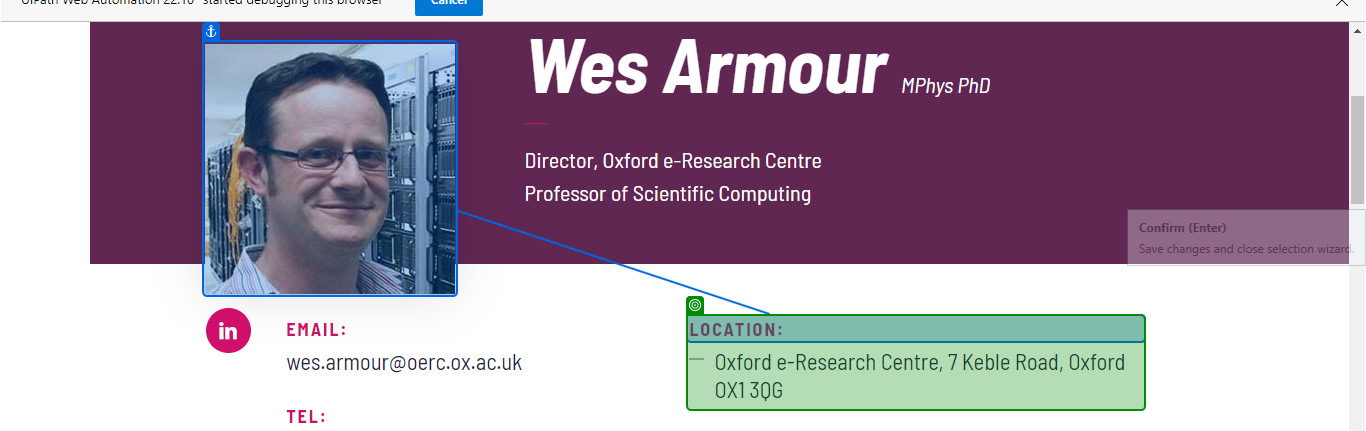 UiPath Web Automation 22.10" started debugging this browser
Cancel
Wes Armour MPhys PhD
Director, Oxford e-Research Centre
Professor of Scientific Computing
Confirm (Enter)
Save changes and close selection wizard.
in
EMAIL:
wes.armour@oerc.ox.ac.uk
LOCATION:
— Oxford e-Research Centre, 7 Keble Road, Oxford
OX1 3QG
TEL: